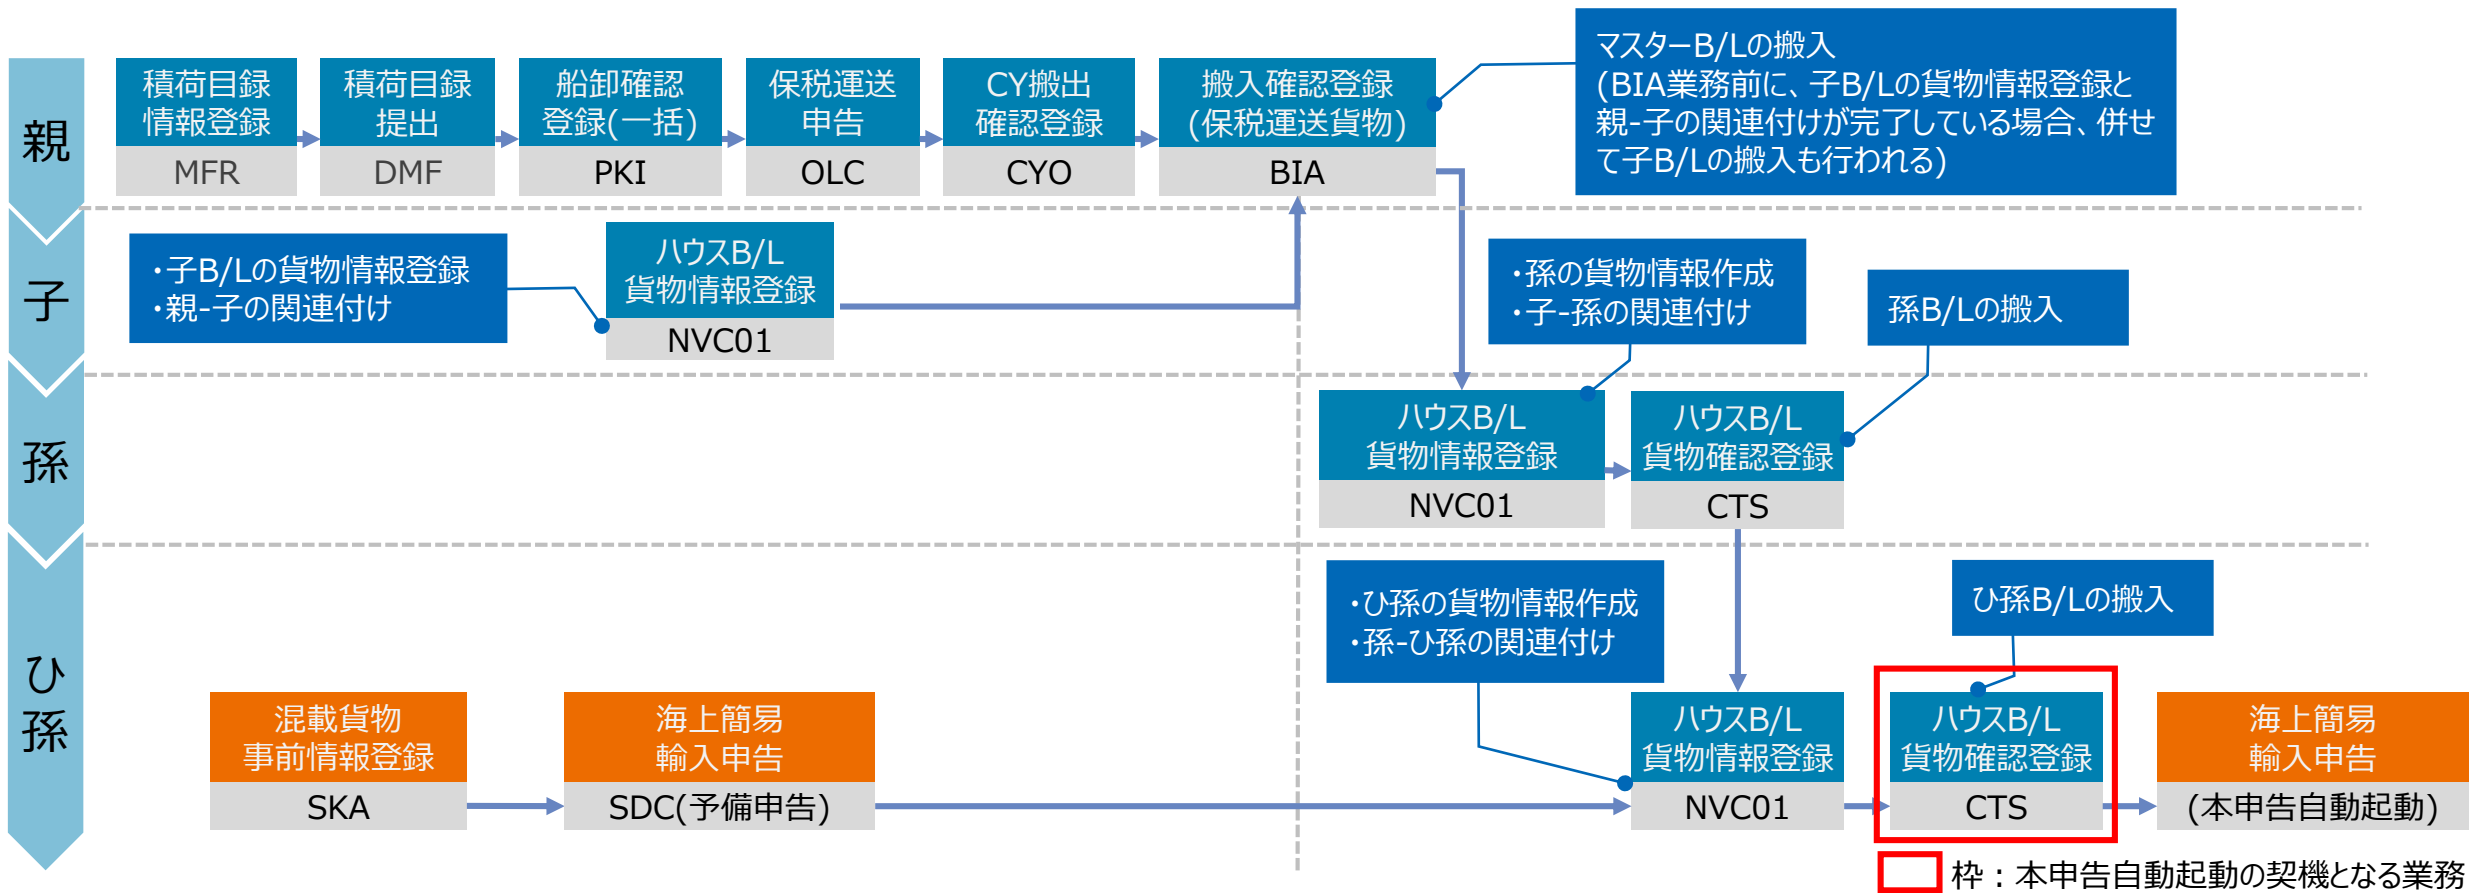 親
積荷目録
情報登録
MFR
積荷目録
提出
DMF
船卸確認
登録(一括)
PKI
保税運送
申告
OLC
CY搬出
確認登録
CYO
搬入確認登録
(保税運送貨物)
BIA
マスターB/Lの搬入
(BIA業務前に、子B/Lの貨物情報登録と
親-子の関連付けが完了している場合、併せ
て子B/Lの搬入も行われる)
子
・子B/Lの貨物情報登録
・親-子の関連付け
ハウスB/L
貨物情報登録
NVC01
・孫の貨物情報作成
・子-孫の関連付け
孫B/Lの搬入
孫
ハウスB/L
貨物情報登録
NVC01
ハウスB/L
貨物確認登録
CTS
ひ
孫
・ひ孫の貨物情報作成
・孫-ひ孫の関連付け
ひ孫B/Lの搬入
混載貨物
事前情報登録
SKA
海上簡易
輸入申告
SDC(予備申告)
ハウスB/L
貨物情報登録
NVC01
ハウスB/L
貨物確認登録
CTS
海上簡易
輸入申告
(本申告自動起動)
枠：本申告自動起動の契機となる業務